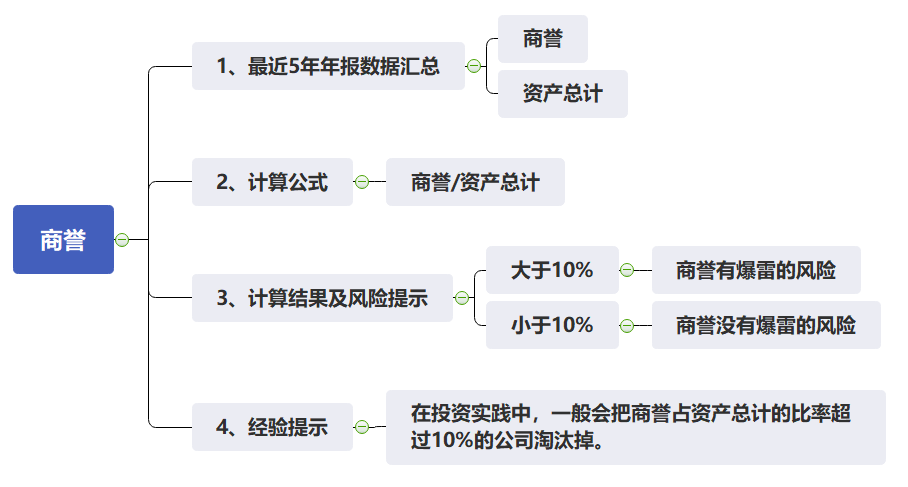 商誉
1、最近5年年报数据汇总
商誉
资产总计
2、计算公式
商誉/资产总计
3、计算结果及风险提示
大于10%
商誉有爆雷的风险
小于10%
商誉没有爆雷的风险
4、经验提示
在投资实践中，一般会把商誉占资产总计的比率超
过10%的公司淘汰掉。